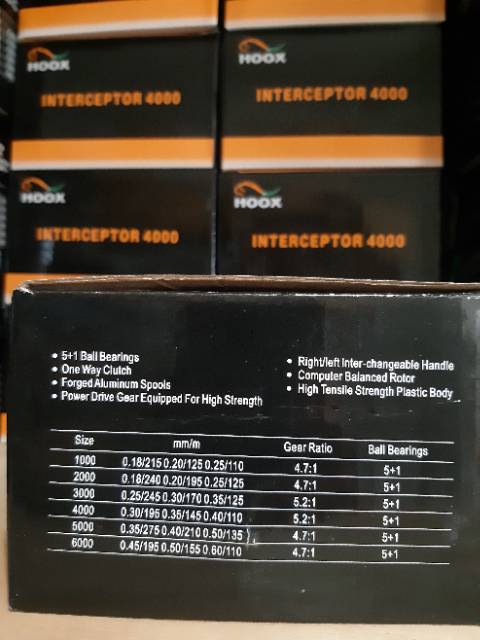 HOOX
INTERCEPTOR 4000
HOOX
INTERCEPTOR 4000
HOOX
INTERCEPTOR 4000
HOOX
INTERCEPTOR 4000
• 5+1 Ball Bearings
• One Way Clutch
• Forged Aluminum Spools
• Power Drive Gear Equipped For High Strength
• Right/left Inter-changeable Handle
• Computer Balanced Rotor
• High Tensile Strength Plastic Body
Size mm/m Gear Ratio Ball Bearings
1000 0.18/215 0.20/125 0.25/110 4.7:1 5+1
2000 0.18/240 0.20/195 0.25/125 4.7:1 5+1
3000 0.25/245 0.30/170 0.35/125 5.2:1 5+1
4000 0.30/195 0.35/145 0.40/110 5.2:1 5+1
5000 0.35/275 0.40/210 0.50/135 4.7:1 5+1
6000 0.45/195 0.50/155 0.60/110 4.7:1 5+1